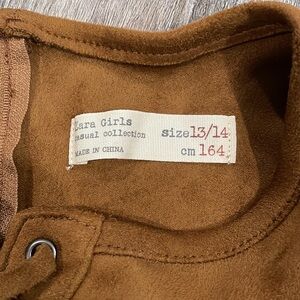 Zara Girls size 13/14
casual collection
MADE IN CHINA cm 164